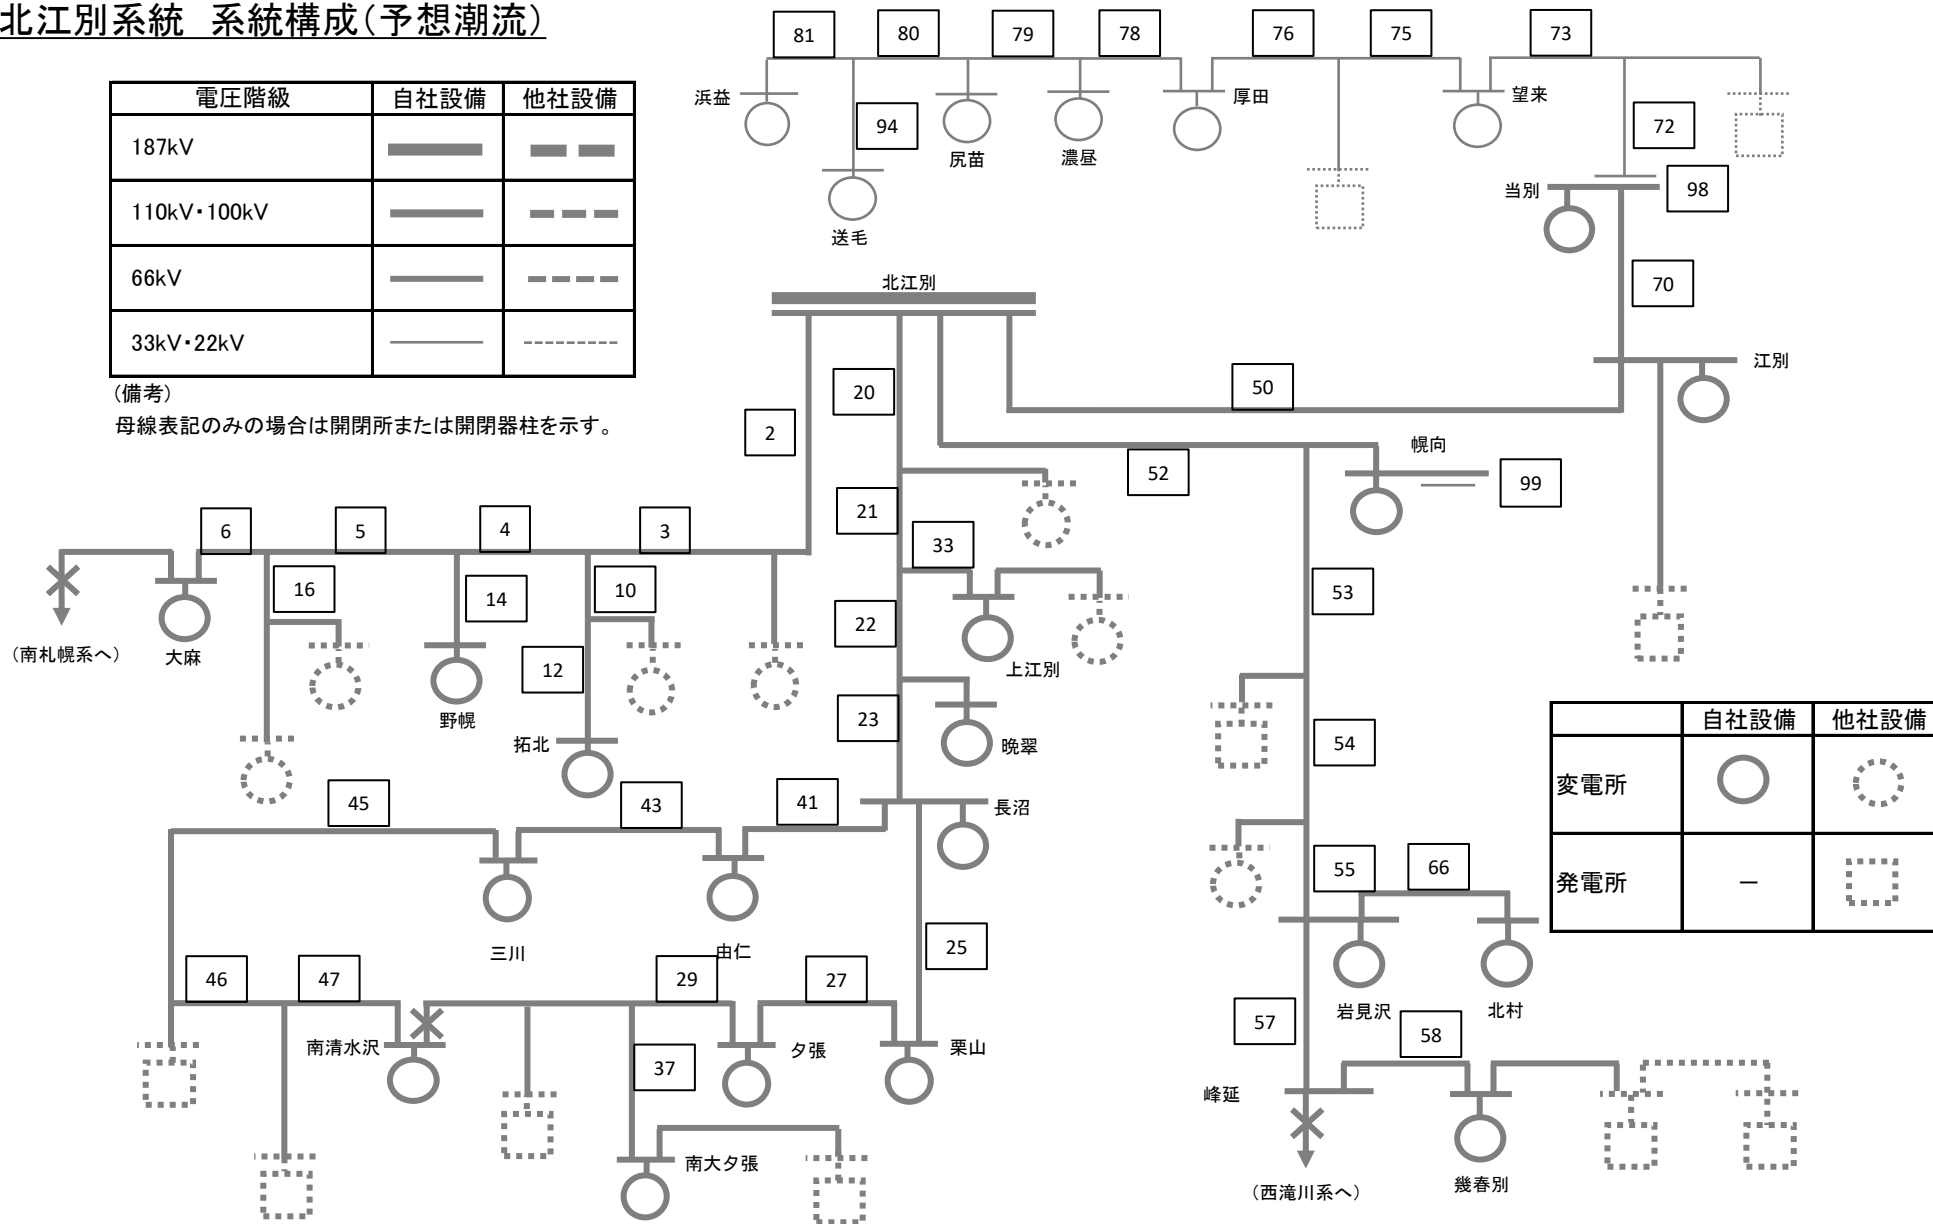 北江別系統 系統構成(予想潮流)
電圧階級 自社設備 他社設備
187kV
110kV・100kV
66kV
33kV・22kV
(備考)
母線表記のみの場合は開閉所または開閉器柱を示す。
81 80 79 78 76 75 73
浜益 厚田 望来
94 尻苗 濃昼 72
送毛
当別 98
北江別 70
20 50 江別
2
幌向
52 99
21
6 5 4 3 33
16 14 10 53
22
(南札幌系へ) 大麻 12 上江別
野幌 拓北 23 晩翠 54
自社設備 他社設備
変電所
発電所 －
45 43 41 長沼
55 66
三川 由仁 25
46 47 29 27
岩見沢 北村
57 58
南清水沢 37 夕張 栗山
峰延
南大夕張
(西滝川系へ) 幾春別